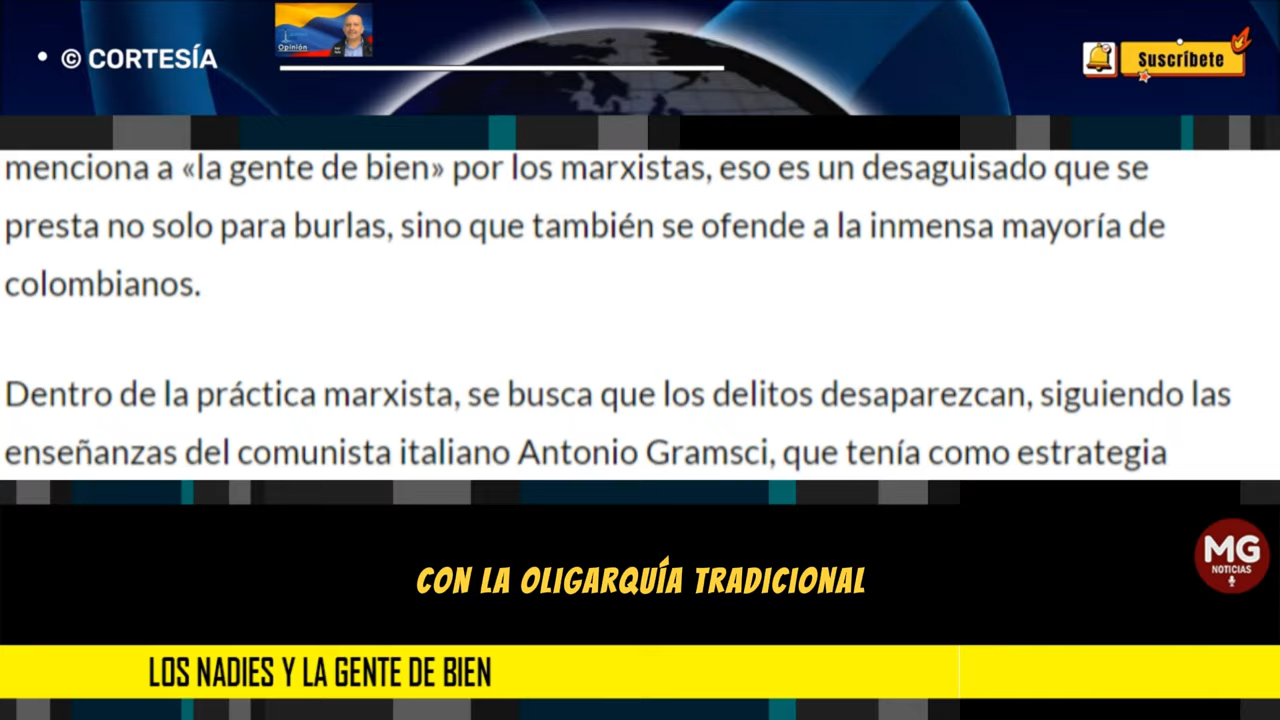 • © CORTESÍA
Opinión
Suscríbete
menciona a «la gente de bien» por los marxistas, eso es un desaguisado que se
presta no solo para burlas, sino que también se ofende a la inmensa mayoría de
colombianos.
Dentro de la práctica marxista, se busca que los delitos desaparezcan, siguiendo las
enseñanzas del comunista italiano Antonio Gramsci, que tenía como estrategia
MG
NOTICIAS
CON LA OLIGARQUÍA TRADICIONAL
LOS NADIES Y LA GENTE DE BIEN